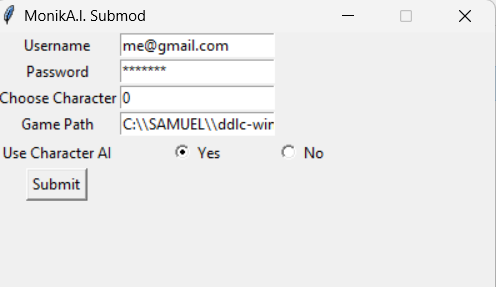 MonikA.I. Submod
Username me@gmail.com
Password *******
Choose Character 0
Game Path C:\\SAMUEL\\ddlc-win
Use Character AI Yes No
Submit